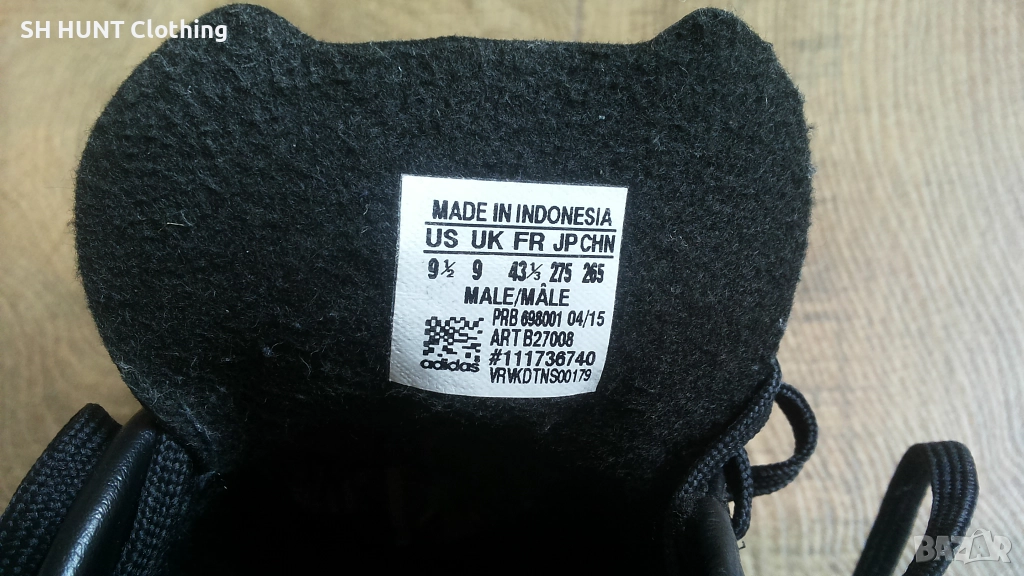 SH HUNT Clothing
MADE IN INDONESIA
US UK FR JP CHN
9½ 9 43⅓ 275 265
MALE/MÂLE
PRB 698001 04/15
ART B27008
#111736740
adidas
VRVKDTNS00179
BAZAR